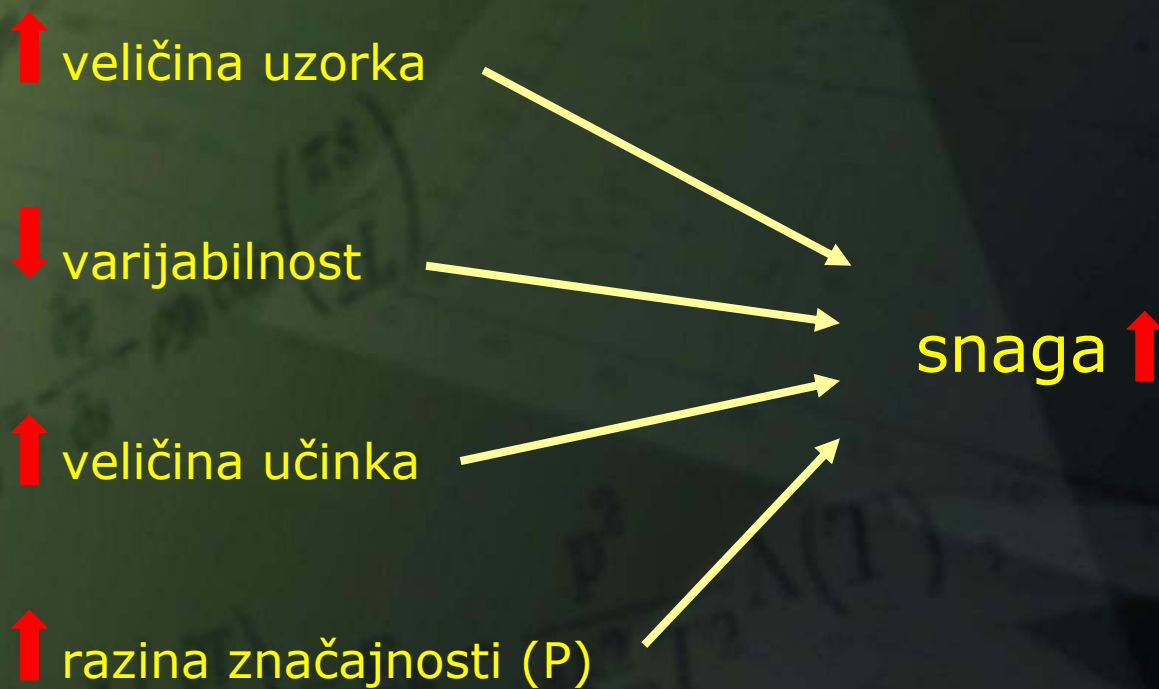 veličina uzorka
varijabilnost
snaga
veličina učinka
razina značajnosti (P)